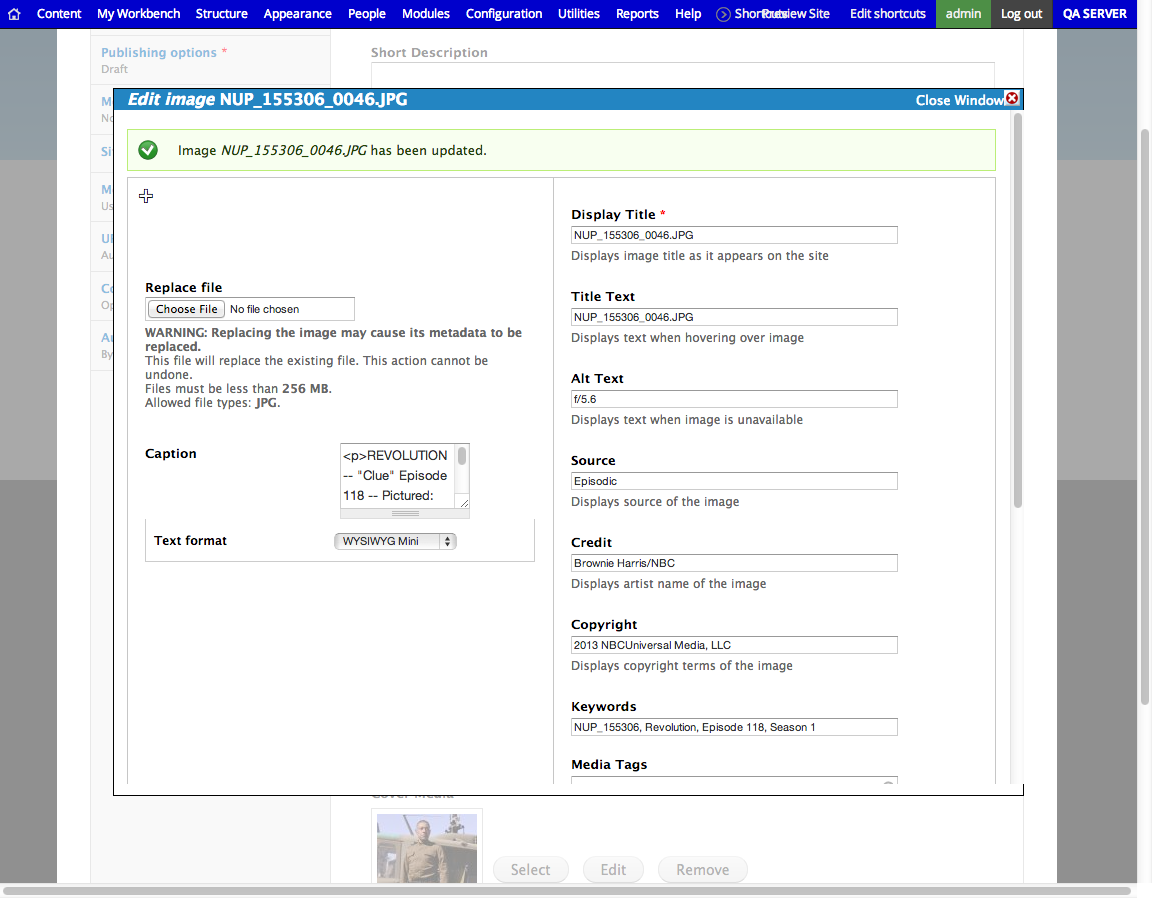 Content My Workbench Structure Appearance People Modules Configuration Utilities Reports Help Shortcuts Preview Site Edit shortcuts admin Log out QA SERVER
Publishing options *
Draft
Short Description
Edit image NUP_155306_0046.JPG
Close Window
Image NUP_155306_0046.JPG has been updated.
Replace file
Choose File No file chosen
WARNING: Replacing the image may cause its metadata to be
replaced.
This file will replace the existing file. This action cannot be
undone.
Files must be less than 256 MB.
Allowed file types: JPG.
Caption
<p>REVOLUTION
-- "Clue" Episode
118 -- Pictured:
Text format
WYSIWYG Mini
Display Title *
NUP_155306_0046.JPG
Displays image title as it appears on the site
Title Text
NUP_155306_0046.JPG
Displays text when hovering over image
Alt Text
f/5.6
Displays text when image is unavailable
Source
Episodic
Displays source of the image
Credit
Brownie Harris/NBC
Displays artist name of the image
Copyright
2013 NBCUniversal Media, LLC
Displays copyright terms of the image
Keywords
NUP_155306, Revolution, Episode 118, Season 1
Media Tags
Cover Media
Select
Edit
Remove